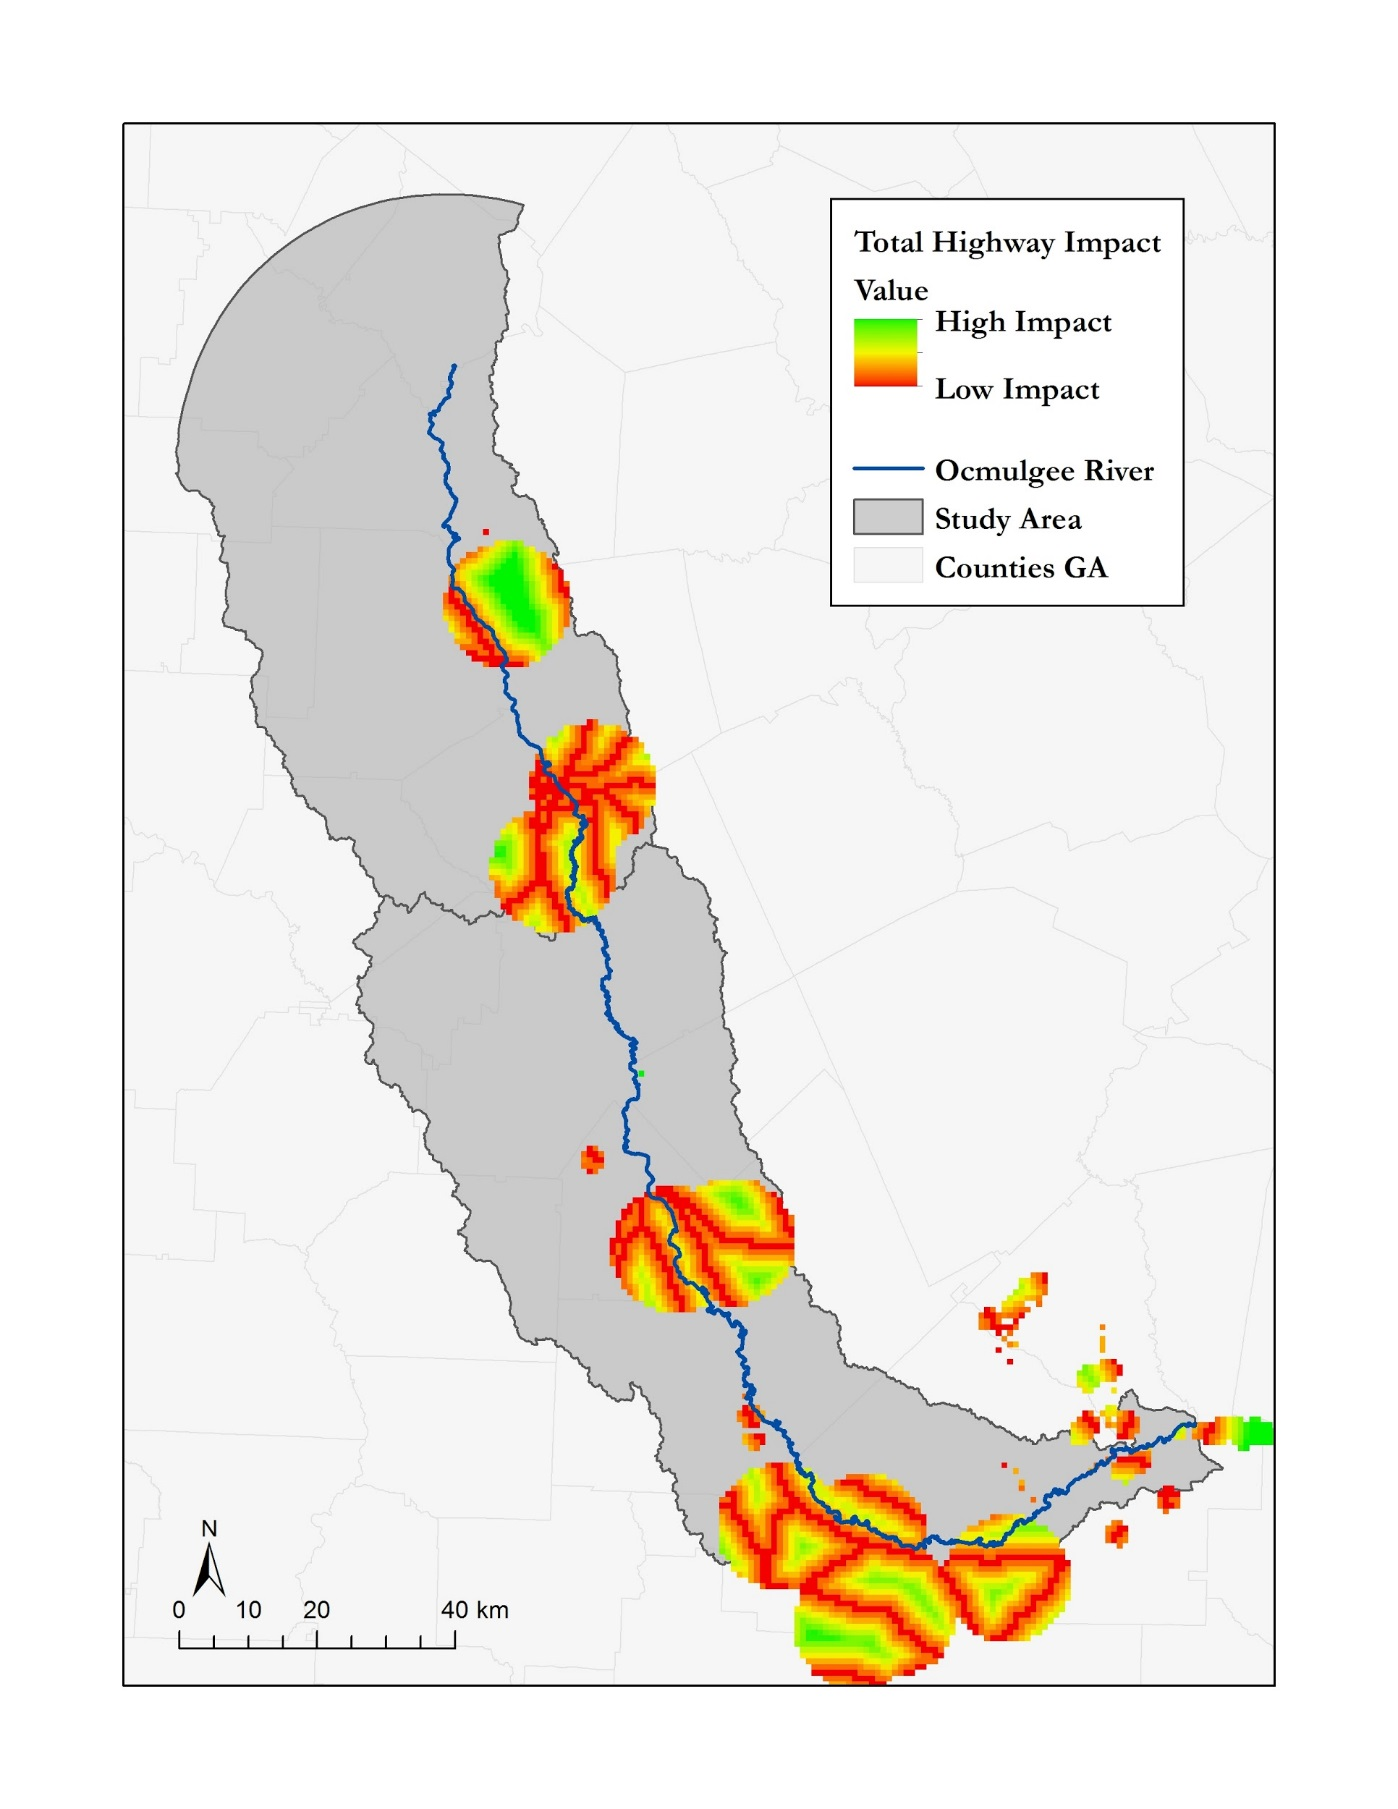 Total Highway Impact
Value
High Impact
Low Impact
Ocmulgee River
Study Area
Counties GA
N
0 10 20 40 km